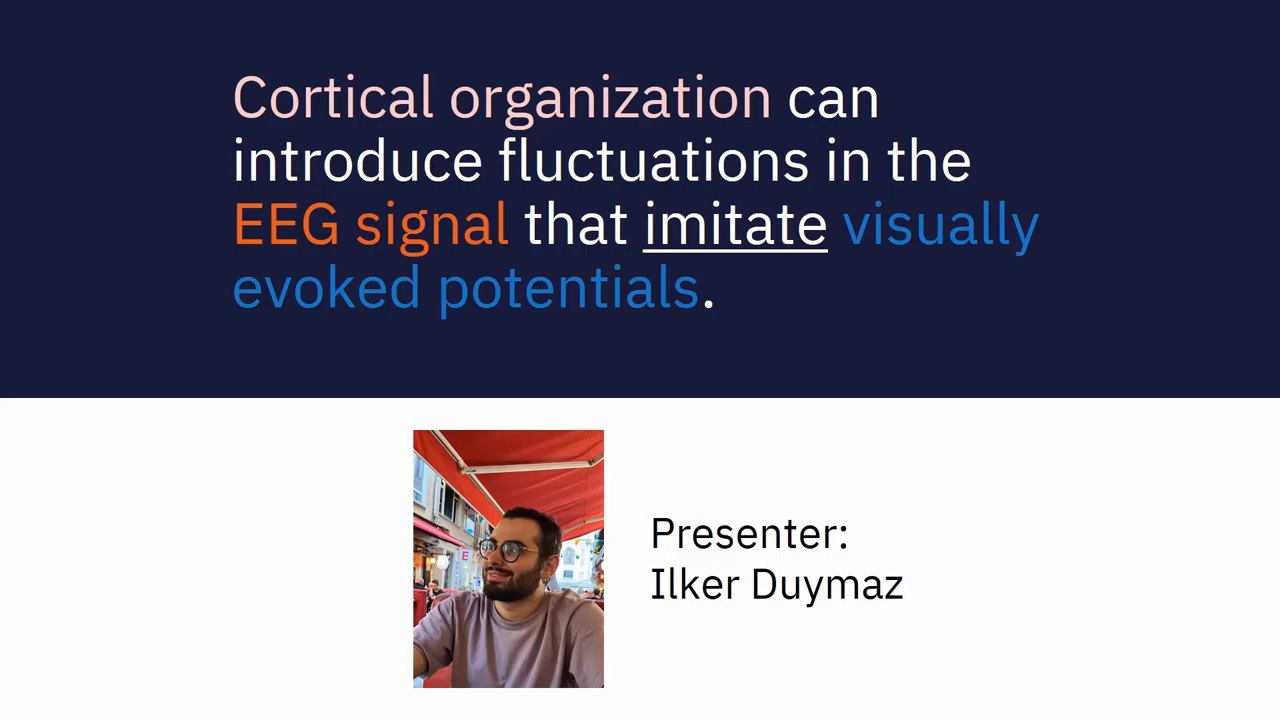 Cortical organization can
introduce fluctuations in the
EEG signal that imitate visually
evoked potentials.
Presenter:
Ilker Duymaz